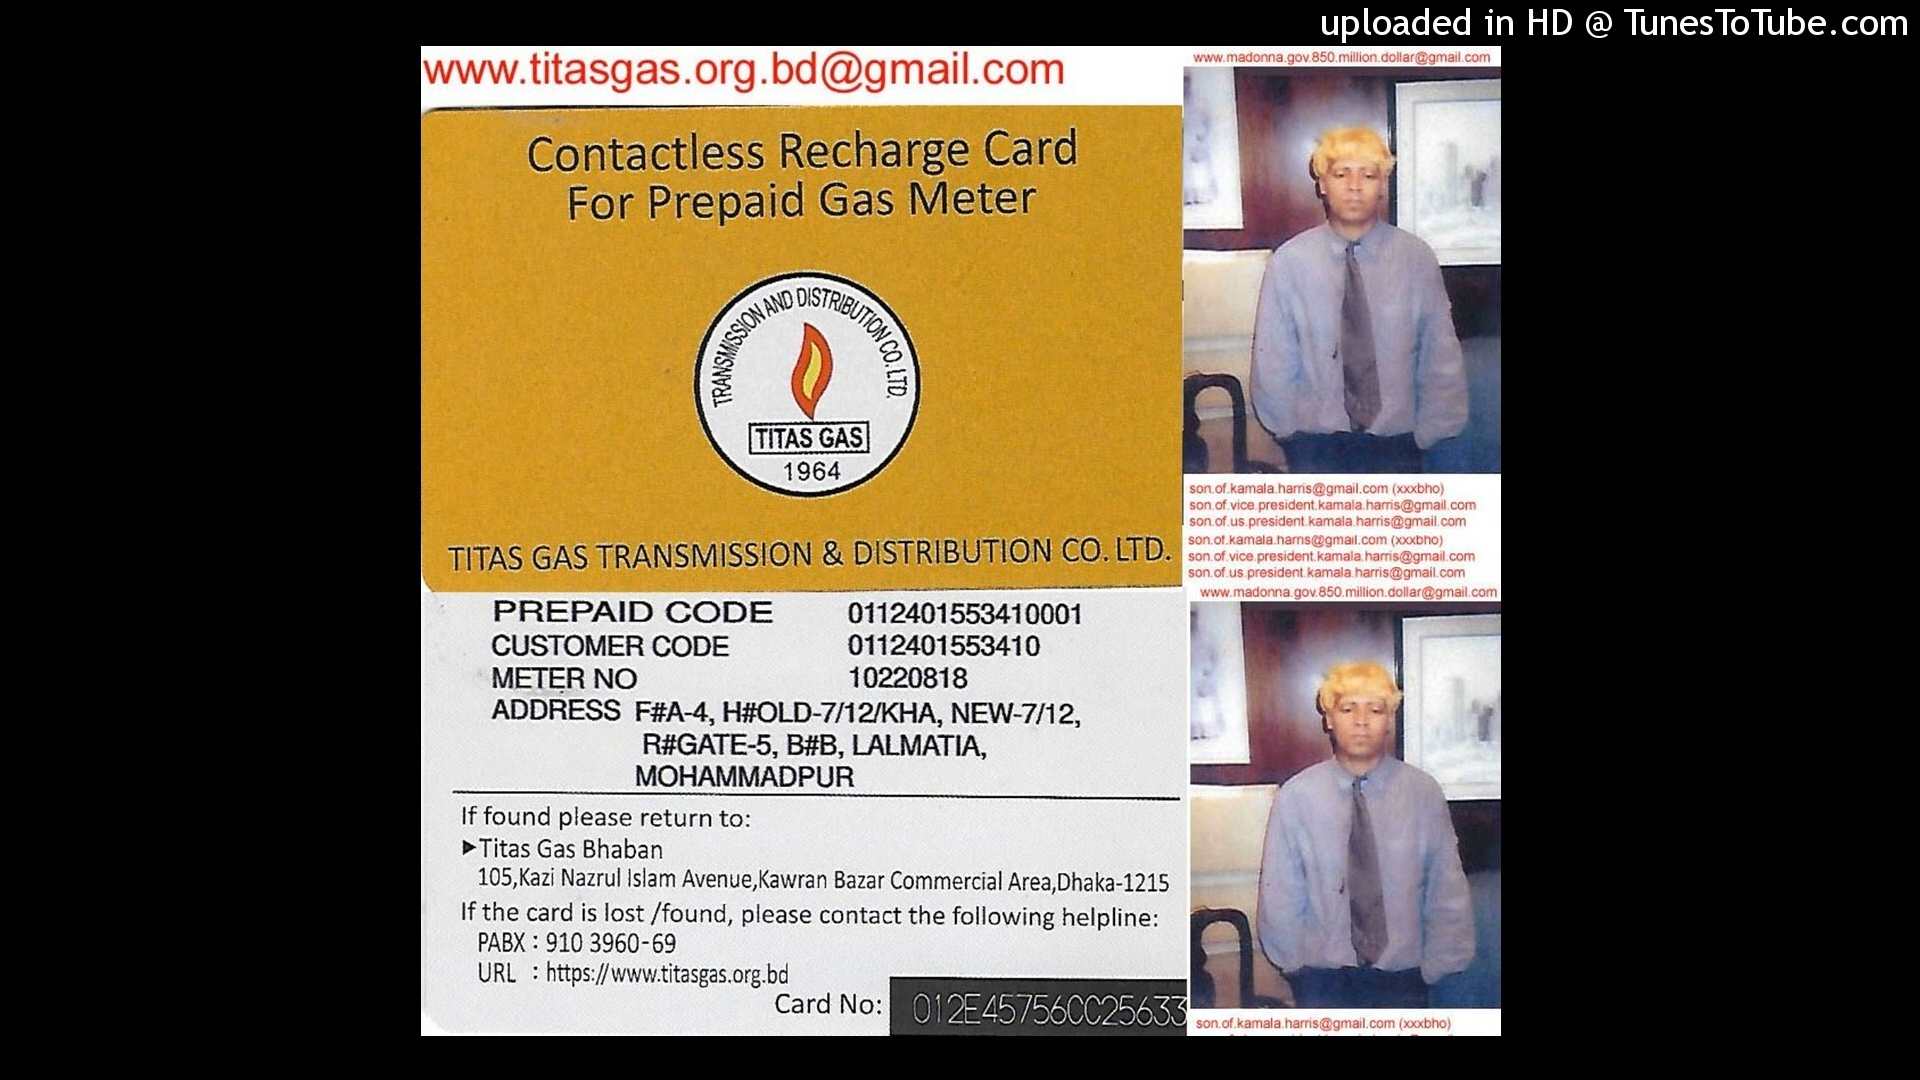 uploaded in HD @ TunesToTube.com
www.titasgas.org.bd@gmail.com
Contactless Recharge Card
For Prepaid Gas Meter
TRANSMISSION AND DISTRIBUTION CO. LTD.
TITAS GAS
1964
TITAS GAS TRANSMISSION & DISTRIBUTION CO. LTD.
PREPAID CODE 0112401553410001
CUSTOMER CODE 0112401553410
METER NO 10220818
ADDRESS F#A-4, H#OLD-7/12/KHA, NEW-7/12,
R#GATE-5, B#B, LALMATIA,
MOHAMMADPUR
If found please return to:
▶Titas Gas Bhaban
105,Kazi Nazrul Islam Avenue,Kawran Bazar Commercial Area,Dhaka-1215
If the card is lost /found, please contact the following helpline:
PABX : 910 3960-69
URL : https://www.titasgas.org.bd
Card No: 012E45756CC25633
www.madonna.gov.850.million.dollar@gmail.com
son.of.kamala.harris@gmail.com (xxxbho)
son.of.vice.president.kamala.harris@gmail.com
son.of.us.president.kamala.harris@gmail.com
son.of.kamala.harris@gmail.com (xxxbho)
son.of.vice.president.kamala.harris@gmail.com
son.of.us.president.kamala.harris@gmail.com
www.madonna.gov.850.million.dollar@gmail.com
son.of.kamala.harris@gmail.com (xxxbho)